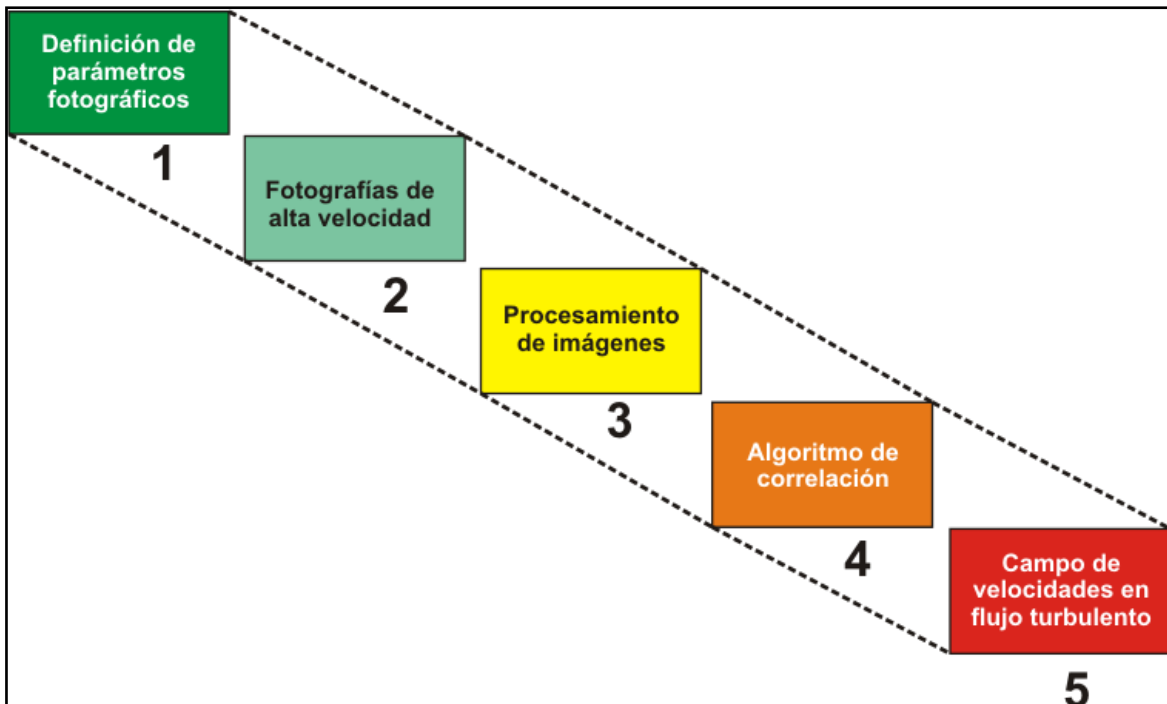 Definición de
parámetros
fotográficos
1
Fotografías de
alta velocidad
2
Procesamiento
de imágenes
3
Algoritmo de
correlación
4
Campo de
velocidades en
flujo turbulento
5